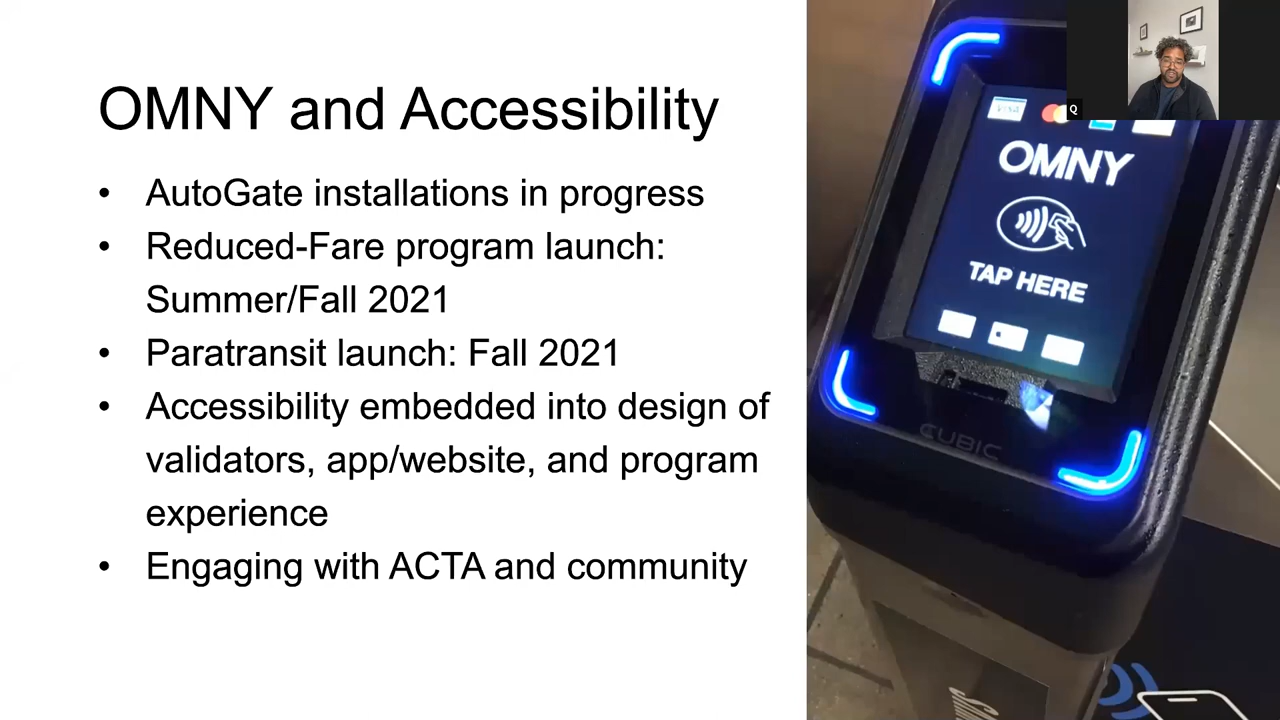 OMNY and Accessibility
• AutoGate installations in progress
• Reduced-Fare program launch:
Summer/Fall 2021
• Paratransit launch: Fall 2021
• Accessibility embedded into design of
validators, app/website, and program
experience
• Engaging with ACTA and community
Q
VISA
OMNY
TAP HERE
CUBIC